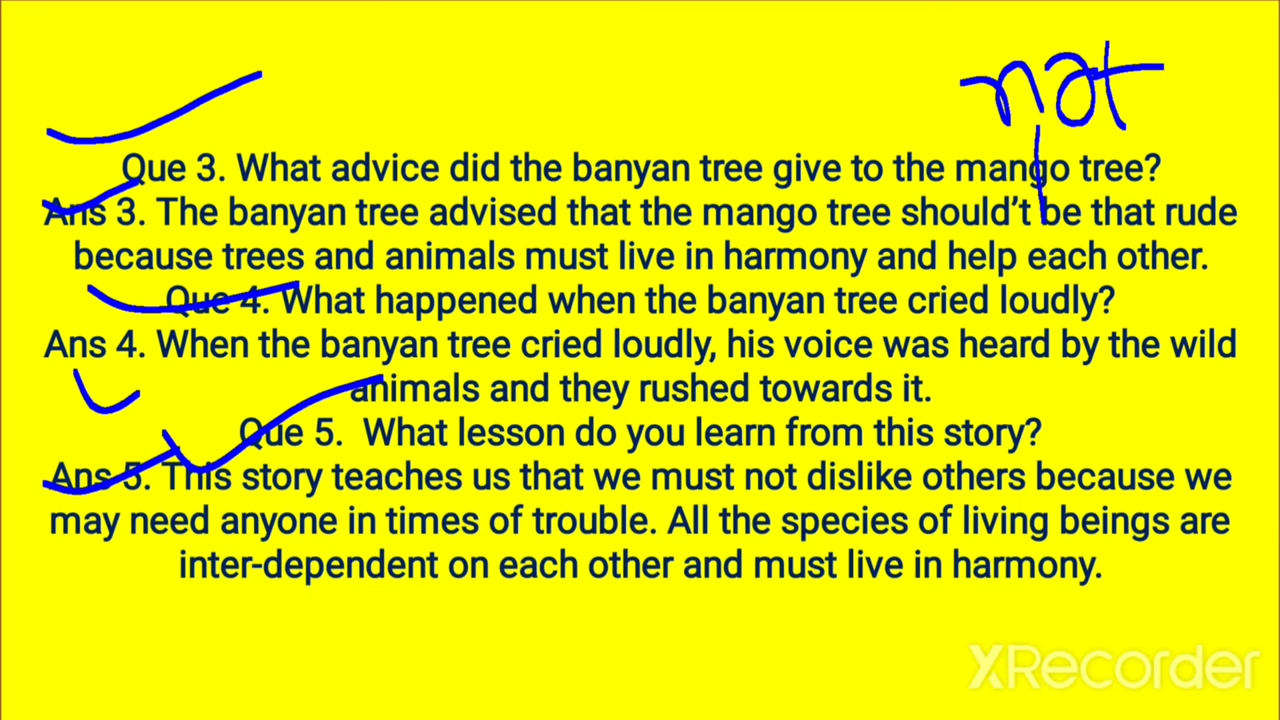 not
Que 3. What advice did the banyan tree give to the mango tree?
Ans 3. The banyan tree advised that the mango tree should’t be that rude
because trees and animals must live in harmony and help each other.
Que 4. What happened when the banyan tree cried loudly?
Ans 4. When the banyan tree cried loudly, his voice was heard by the wild
animals and they rushed towards it.
Que 5. What lesson do you learn from this story?
Ans 5. This story teaches us that we must not dislike others because we
may need anyone in times of trouble. All the species of living beings are
inter-dependent on each other and must live in harmony.
XRecorder